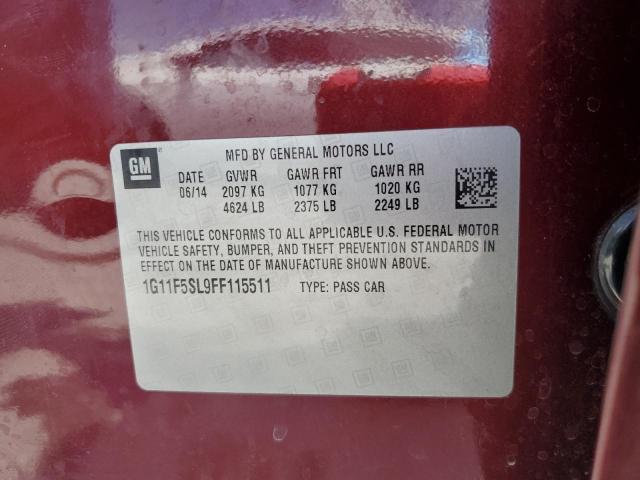 GM
MFD BY GENERAL MOTORS LLC
DATE GVWR GAWR FRT GAWR RR
06/14 2097 KG 1077 KG 1020 KG
4624 LB 2375 LB 2249 LB
THIS VEHICLE CONFORMS TO ALL APPLICABLE U.S. FEDERAL MOTOR
VEHICLE SAFETY, BUMPER, AND THEFT PREVENTION STANDARDS IN
EFFECT ON THE DATE OF MANUFACTURE SHOWN ABOVE.
1G11F5SL9FF115511 TYPE: PASS CAR